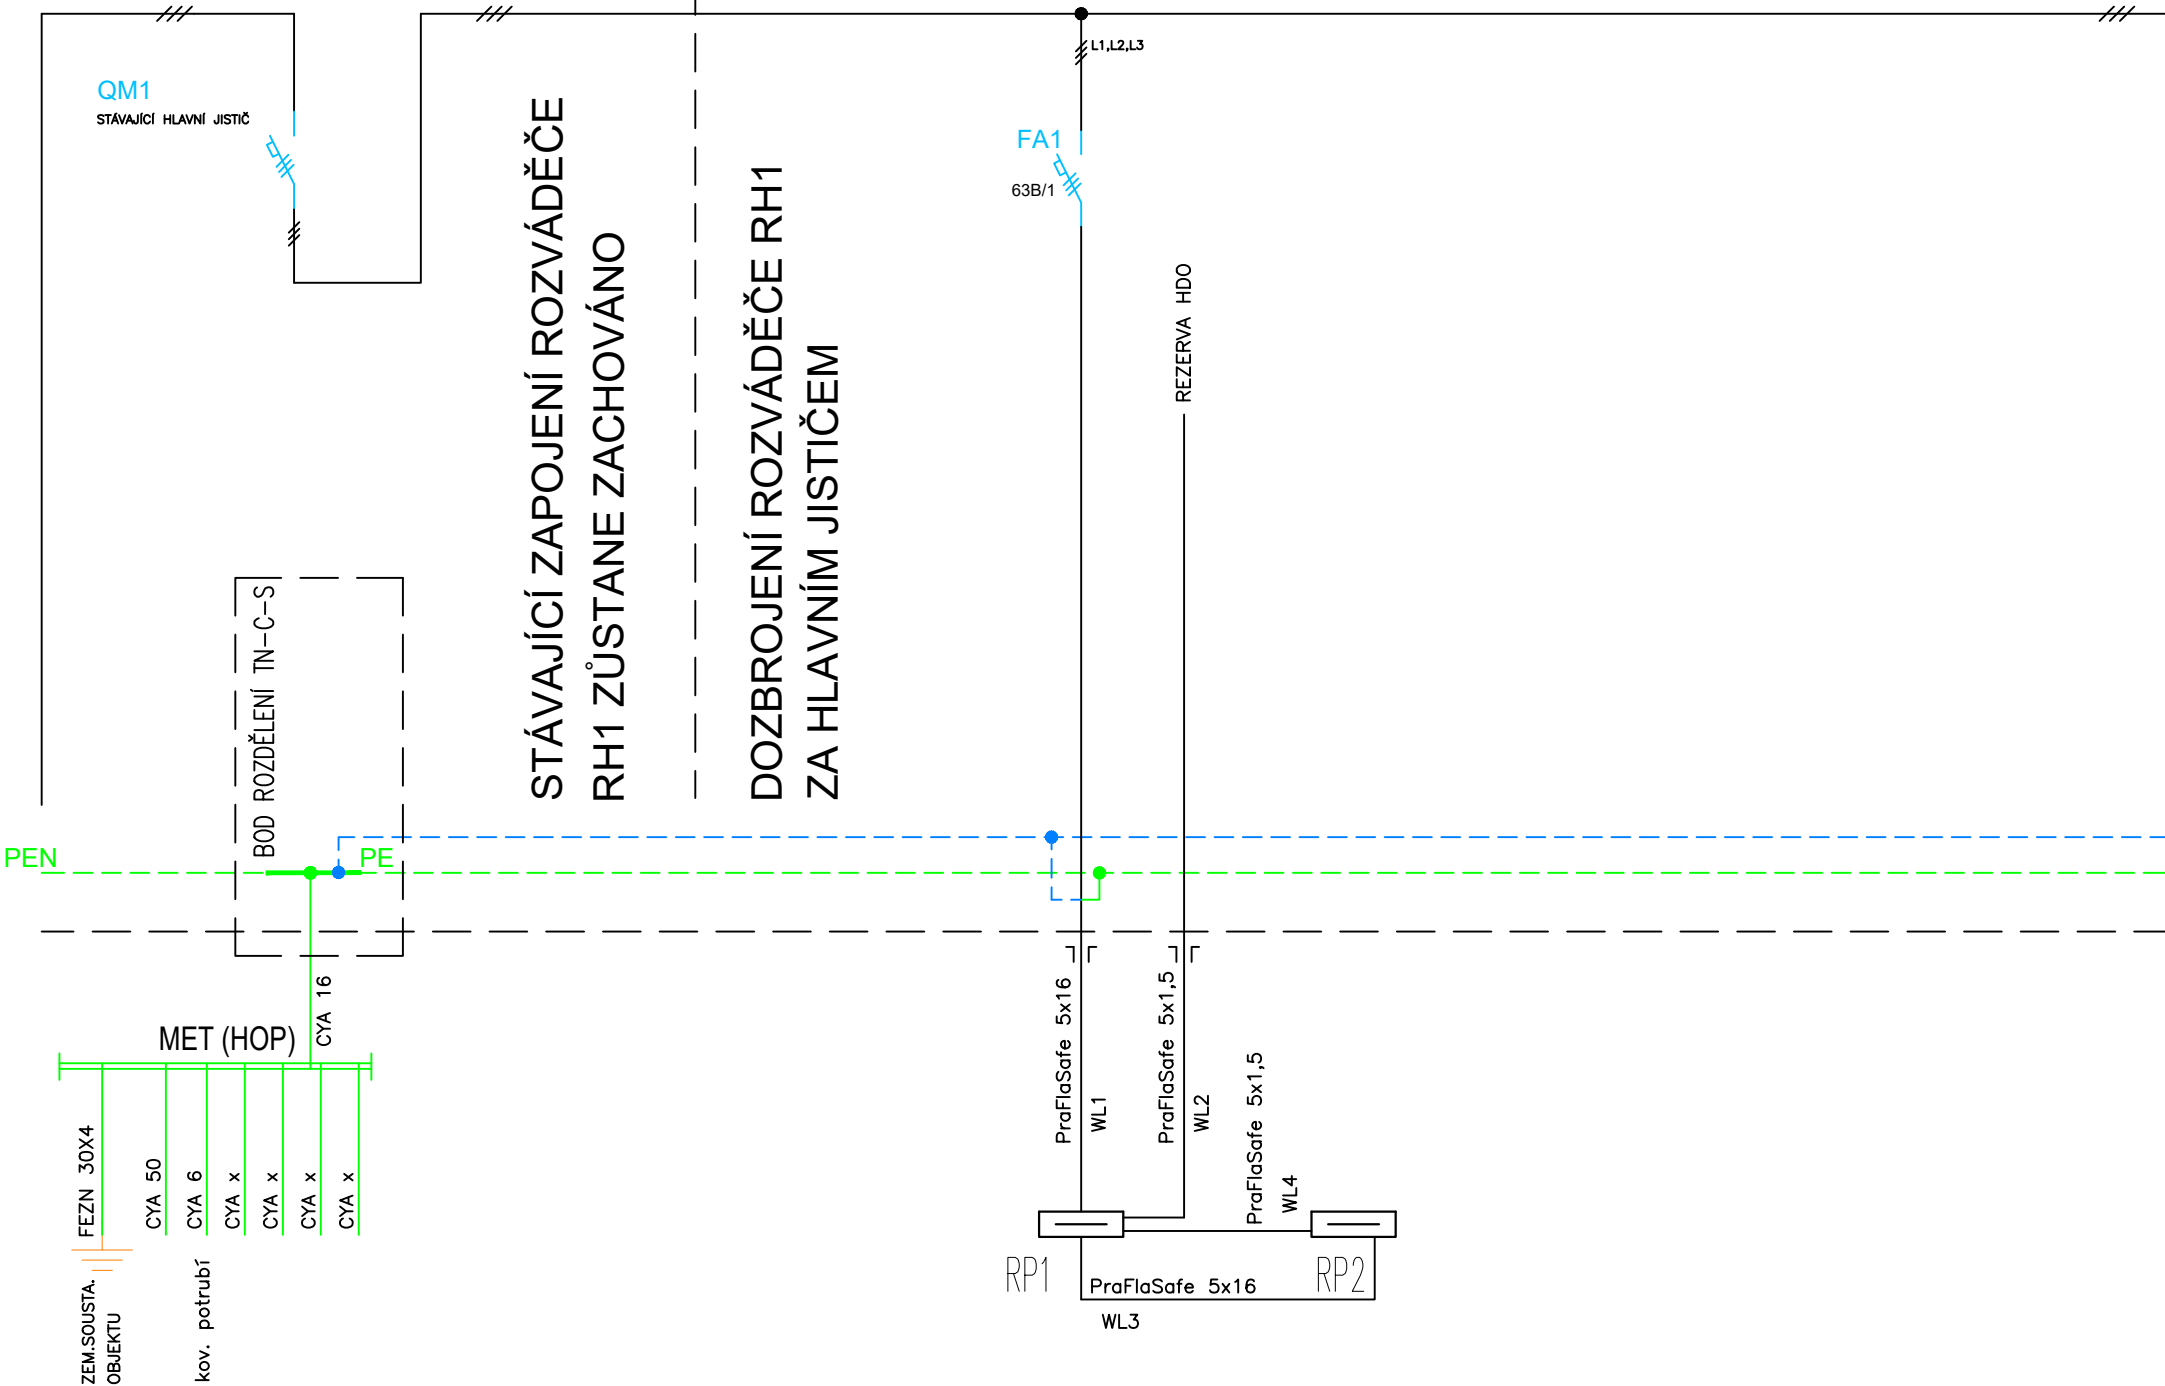 QM1
STÁVAJÍCÍ HLAVNÍ JISTIČ
STÁVAJÍCÍ ZAPOJENÍ ROZVÁDĚČE
RH1 ZŮSTANE ZACHOVÁNO
DOZBROJENÍ ROZVÁDĚČE RH1
ZA HLAVNÍM JISTIČEM
L1,L2,L3
FA1
63B/1
REZERVA HDO
BOD ROZDĚLENÍ TN-C-S
PEN
PE
CYA 16
MET (HOP)
FEZN 30X4
CYA 50
CYA 6
CYA x
CYA x
CYA x
CYA x
ZEM.SOUSTA.
OBJEKTU
kov. potrubí
PraFlaSafe 5x16
WL1
PraFlaSafe 5x1,5
WL2
PraFlaSafe 5x1,5
WL4
RP1
PraFlaSafe 5x16
RP2
WL3